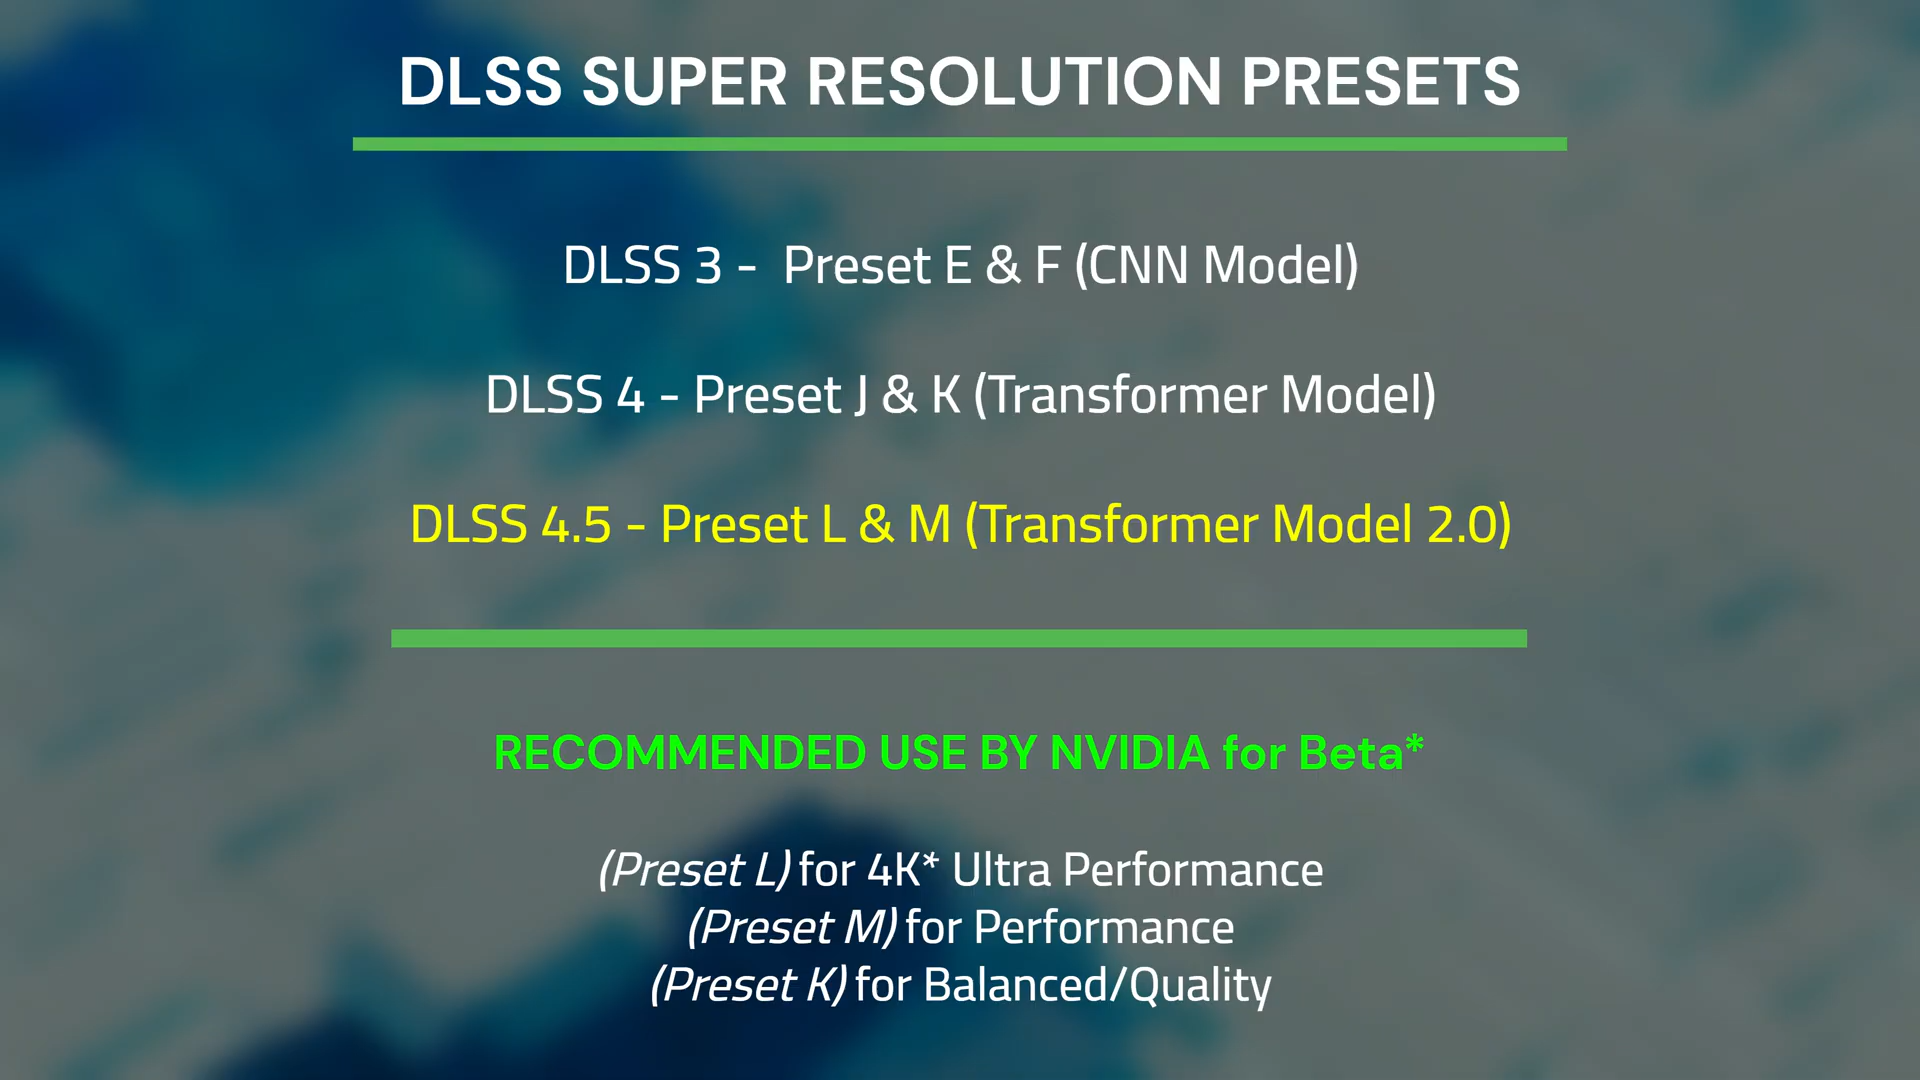 DLSS SUPER RESOLUTION PRESETS
DLSS 3 -  Preset E & F (CNN Model)
DLSS 4 - Preset J & K (Transformer Model)
DLSS 4.5 - Preset L & M (Transformer Model 2.0)
RECOMMENDED USE BY NVIDIA for Beta*
(Preset L) for 4K* Ultra Performance
(Preset M) for Performance
(Preset K) for Balanced/Quality